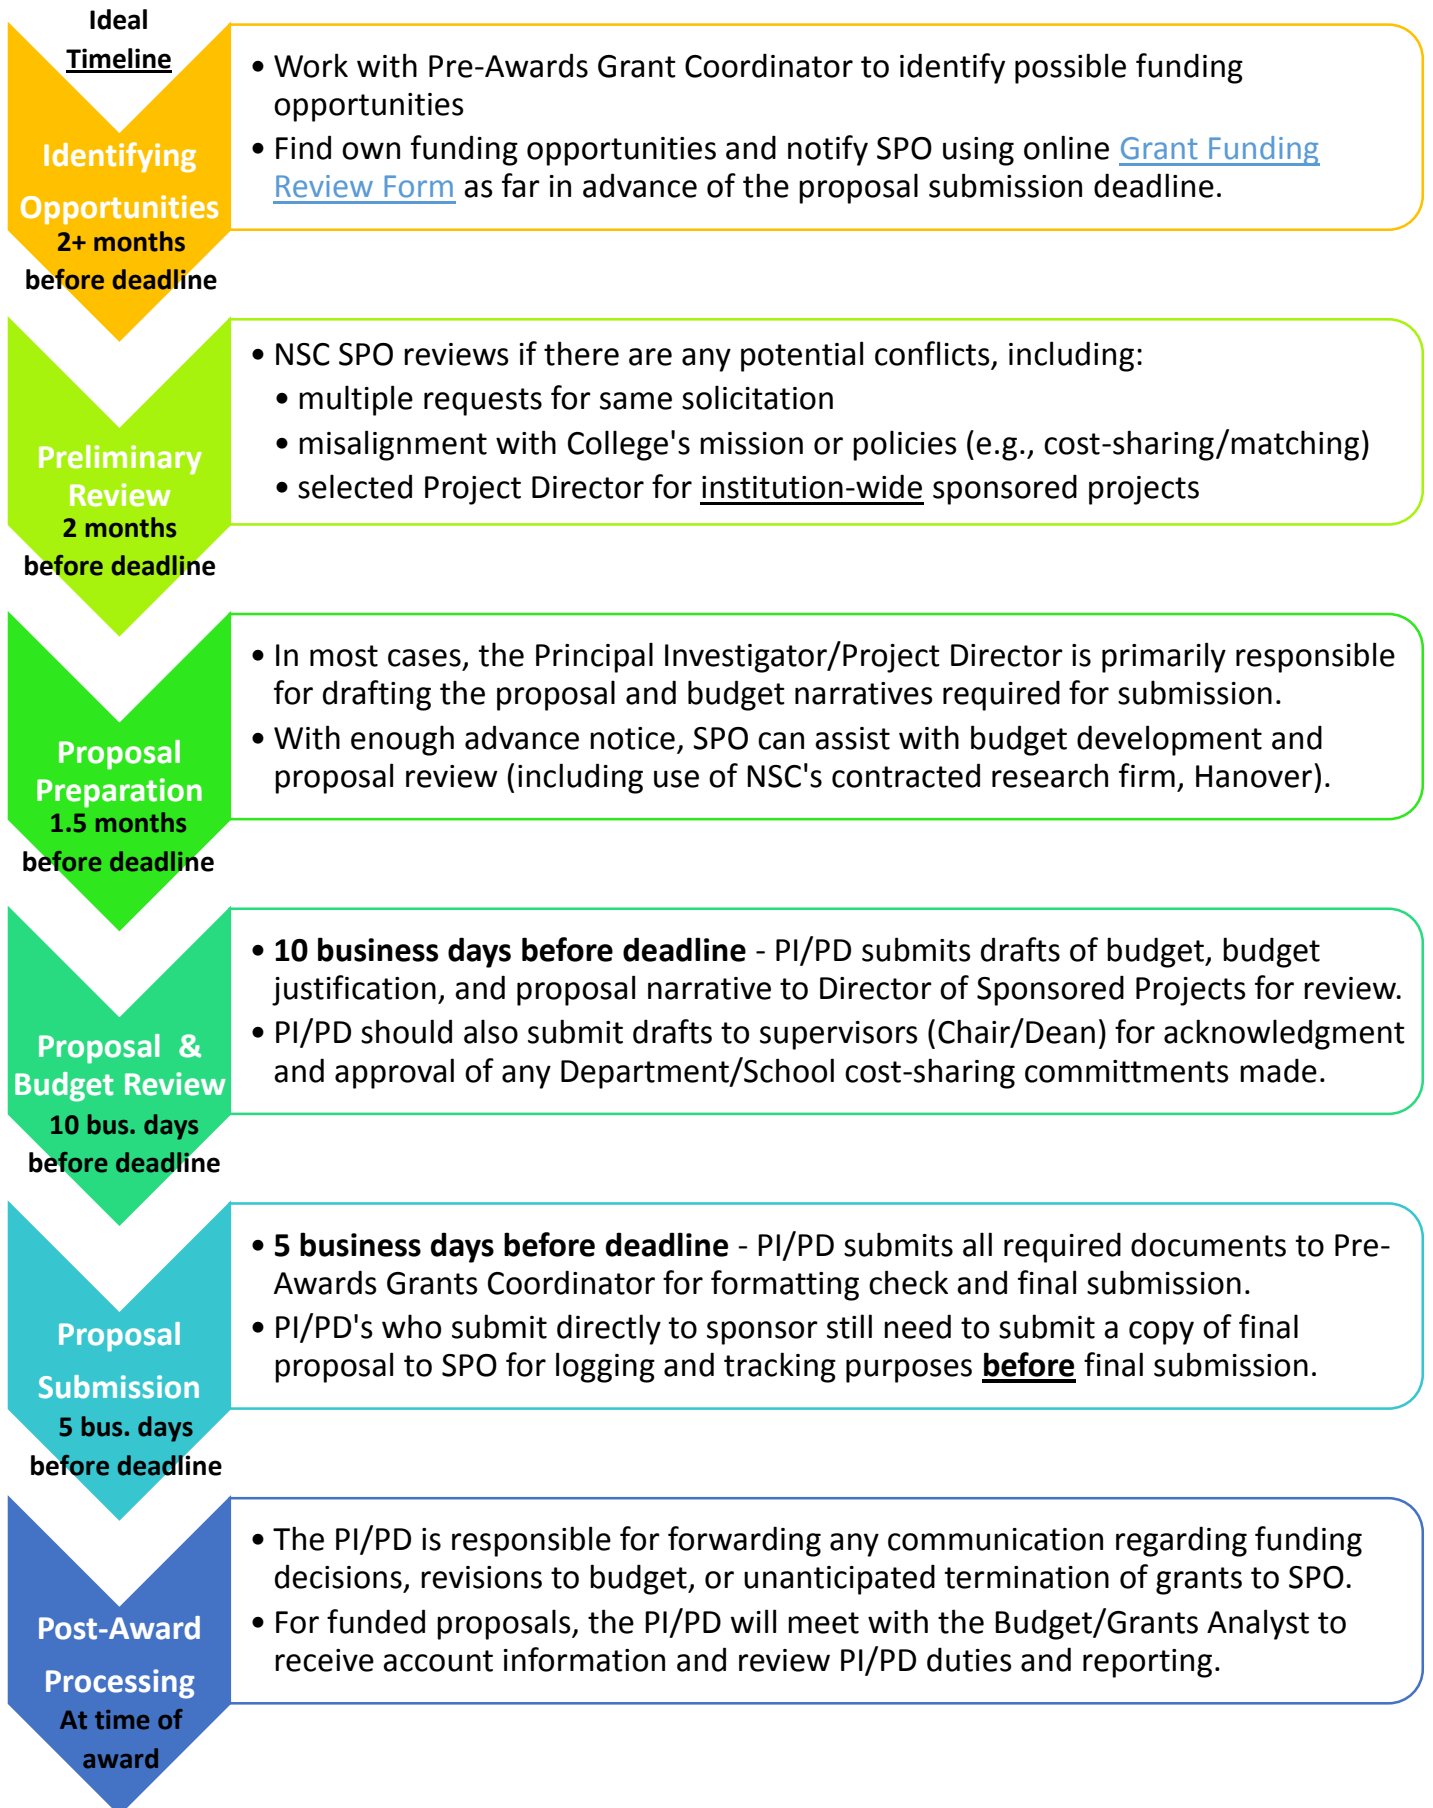 Ideal
Timeline
Identifying
Opportunities
2+ months
before deadline
• Work with Pre-Awards Grant Coordinator to identify possible funding
opportunities
• Find own funding opportunities and notify SPO using online Grant Funding
Review Form as far in advance of the proposal submission deadline.
Preliminary
Review
2 months
before deadline
• NSC SPO reviews if there are any potential conflicts, including:
• multiple requests for same solicitation
• misalignment with College's mission or policies (e.g., cost-sharing/matching)
• selected Project Director for institution-wide sponsored projects
Proposal
Preparation
1.5 months
before deadline
• In most cases, the Principal Investigator/Project Director is primarily responsible
for drafting the proposal and budget narratives required for submission.
• With enough advance notice, SPO can assist with budget development and
proposal review (including use of NSC's contracted research firm, Hanover).
Proposal &
Budget Review
10 bus. days
before deadline
• 10 business days before deadline - PI/PD submits drafts of budget, budget
justification, and proposal narrative to Director of Sponsored Projects for review.
• PI/PD should also submit drafts to supervisors (Chair/Dean) for acknowledgment
and approval of any Department/School cost-sharing committments made.
Proposal
Submission
5 bus. days
before deadline
• 5 business days before deadline - PI/PD submits all required documents to Pre-
Awards Grants Coordinator for formatting check and final submission.
• PI/PD's who submit directly to sponsor still need to submit a copy of final
proposal to SPO for logging and tracking purposes before final submission.
Post-Award
Processing
At time of
award
• The PI/PD is responsible for forwarding any communication regarding funding
decisions, revisions to budget, or unanticipated termination of grants to SPO.
• For funded proposals, the PI/PD will meet with the Budget/Grants Analyst to
receive account information and review PI/PD duties and reporting.